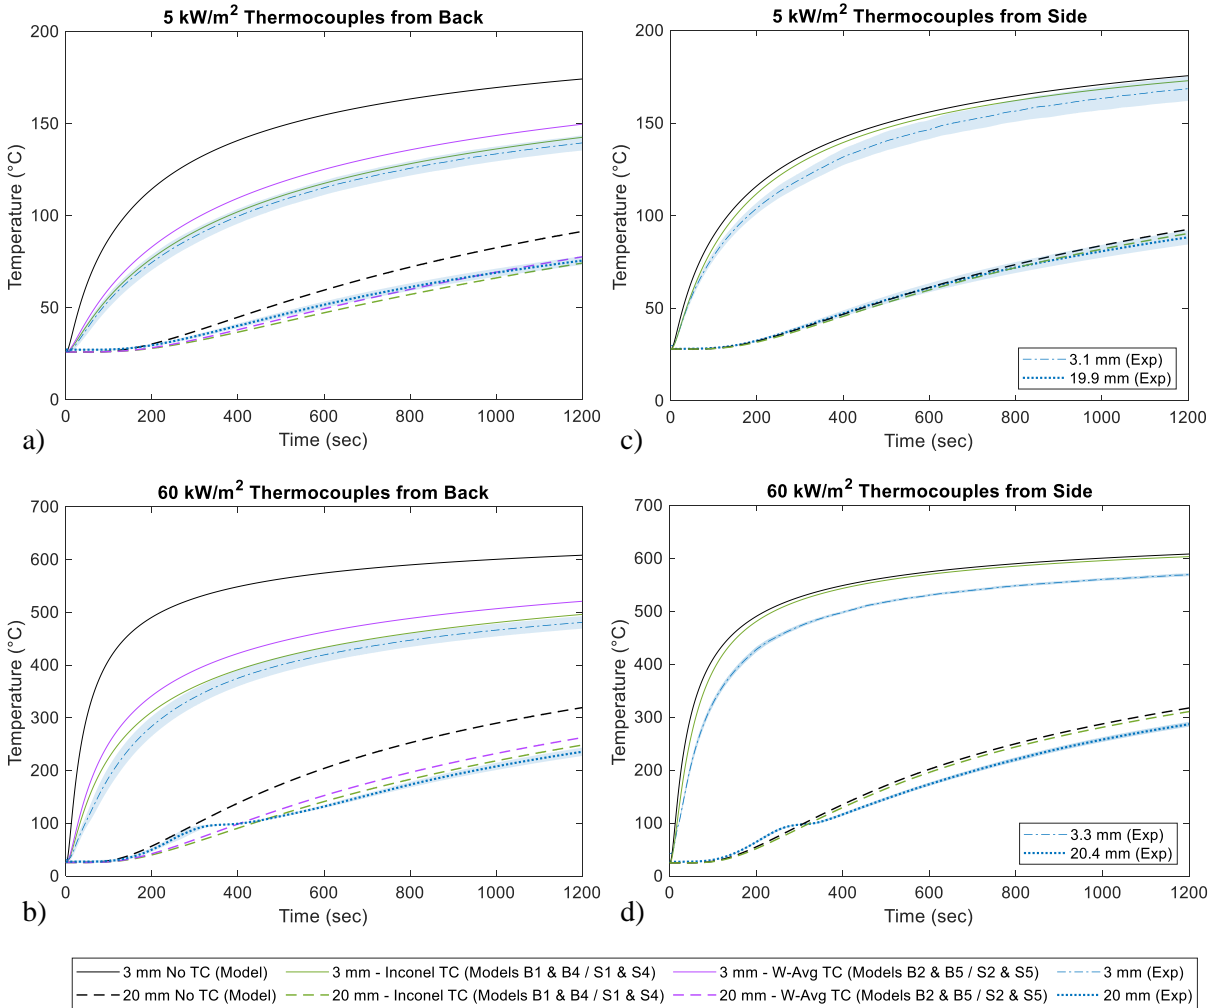 5 kW/m2 Thermocouples from Back
200
150
100
50
0
Temperature (°C)
0 200 400 600 800 1000 1200
Time (sec)
a)
5 kW/m2 Thermocouples from Side
200
150
100
50
0
Temperature (°C)
3.1 mm (Exp)
19.9 mm (Exp)
0 200 400 600 800 1000 1200
Time (sec)
c)
60 kW/m2 Thermocouples from Back
700
600
500
400
300
200
100
0
Temperature (°C)
0 200 400 600 800 1000 1200
Time (sec)
b)
60 kW/m2 Thermocouples from Side
700
600
500
400
300
200
100
0
Temperature (°C)
3.3 mm (Exp)
20.4 mm (Exp)
0 200 400 600 800 1000 1200
Time (sec)
d)
3 mm No TC (Model) 3 mm - Inconel TC (Models B1 & B4 / S1 & S4) 3 mm - W-Avg TC (Models B2 & B5 / S2 & S5) 3 mm (Exp)
20 mm No TC (Model) 20 mm - Inconel TC (Models B1 & B4 / S1 & S4) 20 mm - W-Avg TC (Models B2 & B5 / S2 & S5) 20 mm (Exp)